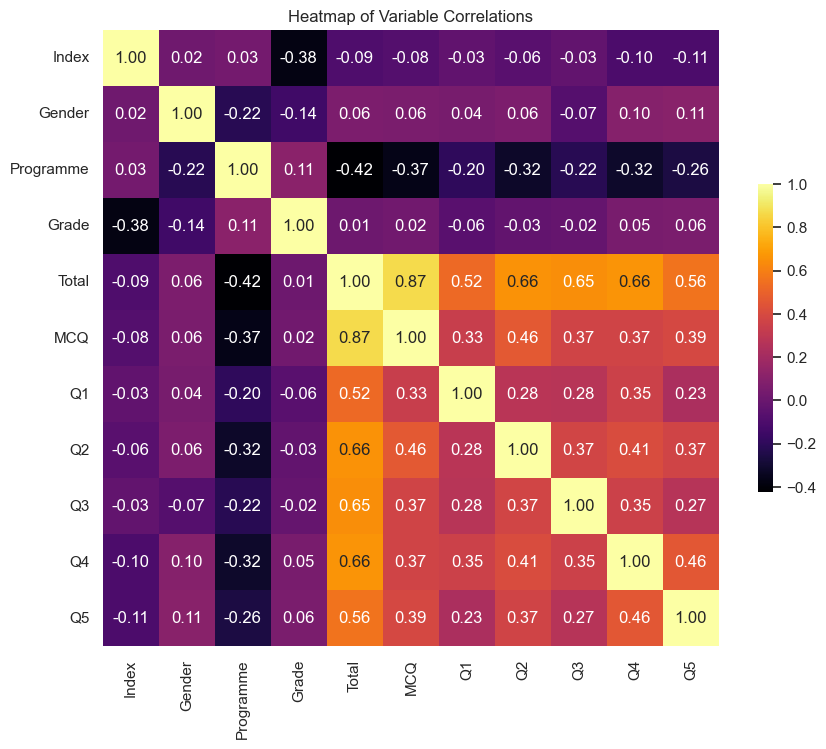 Heatmap of Variable Correlations
Index 1.00 0.02 0.03 -0.38 -0.09 -0.08 -0.03 -0.06 -0.03 -0.10 -0.11
Gender 0.02 1.00 -0.22 -0.14 0.06 0.06 0.04 0.06 -0.07 0.10 0.11
Programme 0.03 -0.22 1.00 0.11 -0.42 -0.37 -0.20 -0.32 -0.22 -0.32 -0.26
Grade -0.38 -0.14 0.11 1.00 0.01 0.02 -0.06 -0.03 -0.02 0.05 0.06
Total -0.09 0.06 -0.42 0.01 1.00 0.87 0.52 0.66 0.65 0.66 0.56
MCQ -0.08 0.06 -0.37 0.02 0.87 1.00 0.33 0.46 0.37 0.37 0.39
Q1 -0.03 0.04 -0.20 -0.06 0.52 0.33 1.00 0.28 0.28 0.35 0.23
Q2 -0.06 0.06 -0.32 -0.03 0.66 0.46 0.28 1.00 0.37 0.41 0.37
Q3 -0.03 -0.07 -0.22 -0.02 0.65 0.37 0.28 0.37 1.00 0.35 0.27
Q4 -0.10 0.10 -0.32 0.05 0.66 0.37 0.35 0.41 0.35 1.00 0.46
Q5 -0.11 0.11 -0.26 0.06 0.56 0.39 0.23 0.37 0.27 0.46 1.00
Index Gender Programme Grade Total MCQ Q1 Q2 Q3 Q4 Q5
1.0
0.8
0.6
0.4
0.2
0.0
−0.2
−0.4